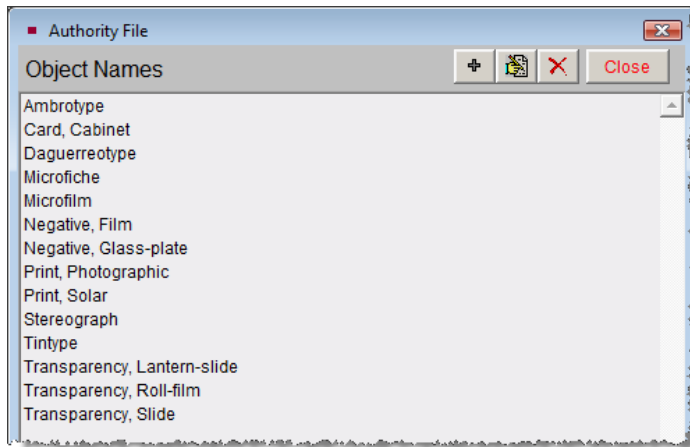 Authority File
Object Names
Close
Ambrotype
Card, Cabinet
Daguerreotype
Microfiche
Microfilm
Negative, Film
Negative, Glass-plate
Print, Photographic
Print, Solar
Stereograph
Tintype
Transparency, Lantern-slide
Transparency, Roll-film
Transparency, Slide